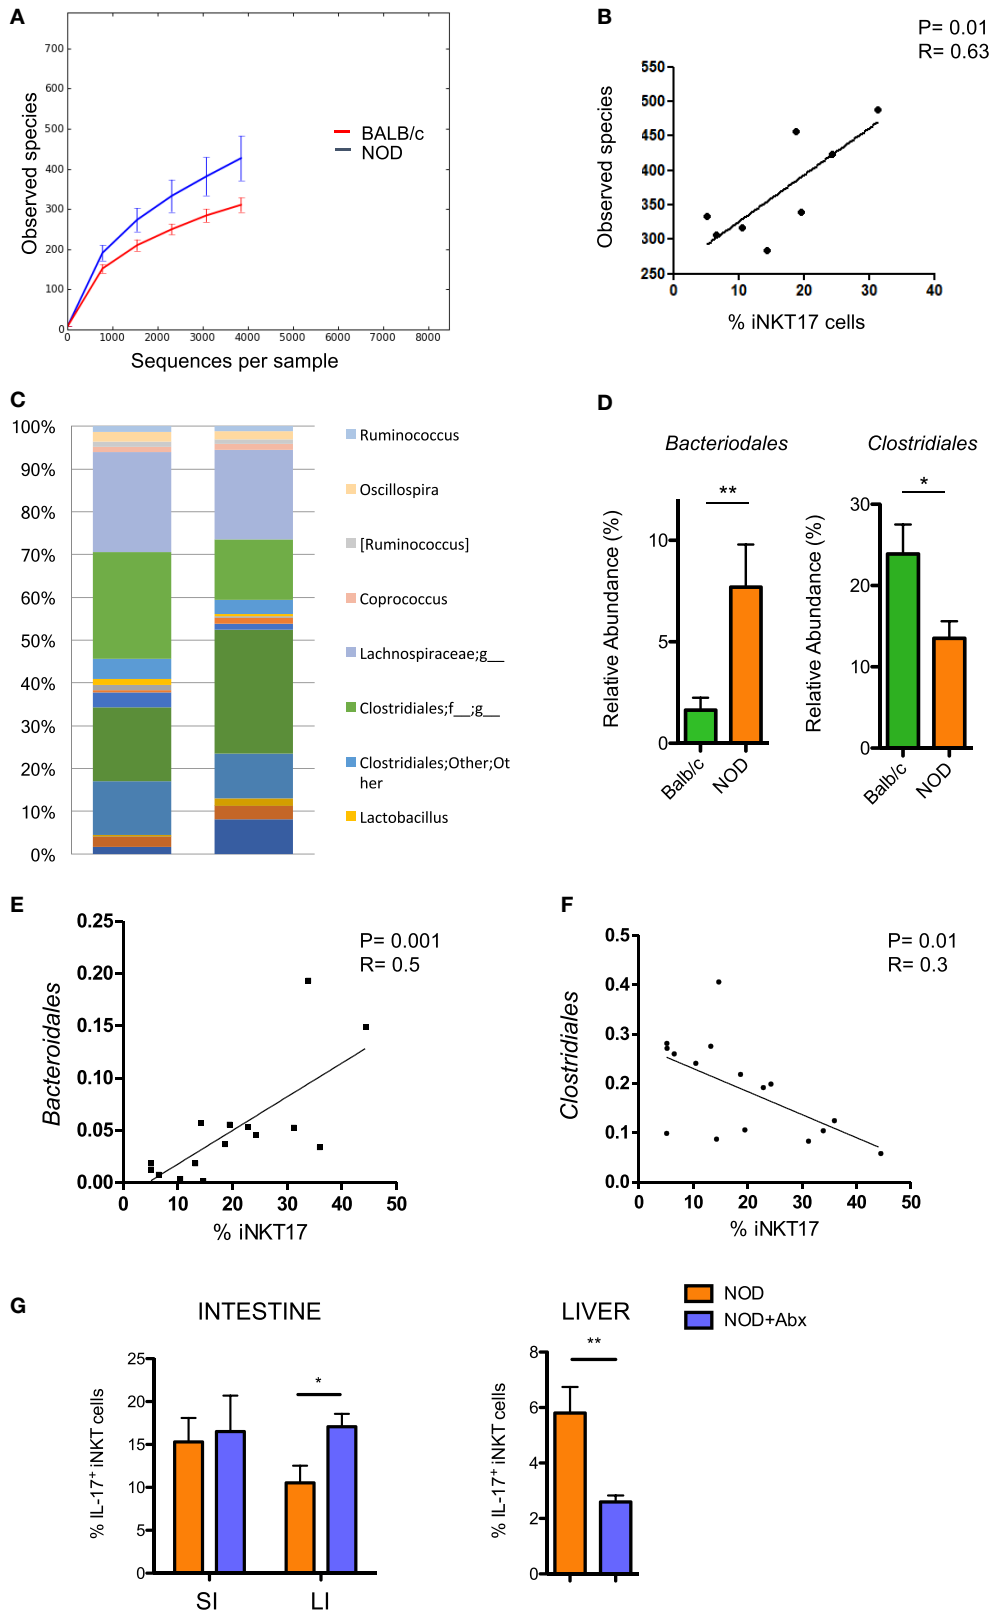 A
700
600
500
400
300
200
100
0
Observed species
BALB/c
NOD
0 1000 2000 3000 4000 5000 6000 7000 8000
Sequences per sample
B
P= 0.01
R= 0.63
550
500
450
400
350
300
250
Observed species
0 10 20 30 40
% iNKT17 cells
C
100%
90%
80%
70%
60%
50%
40%
30%
20%
10%
0%
Ruminococcus
Oscillospira
[Ruminococcus]
Coprococcus
Lachnospiraceae;g__
Clostridiales;f__;g__
Clostridiales;Other;Ot
her
Lactobacillus
D
Bacteriodales
**
10
5
0
Relative Abundance (%)
Balb/c NOD
Clostridiales
*
30
20
10
0
Relative Abundance (%)
Balb/c NOD
E
P= 0.001
R= 0.5
0.25
0.20
0.15
0.10
0.05
0.00
Bacteroidales
0 10 20 30 40 50
% iNKT17
F
P= 0.01
R= 0.3
0.5
0.4
0.3
0.2
0.1
0.0
Clostridiales
0 10 20 30 40 50
% iNKT17
G
INTESTINE
25
20
15
10
5
0
% IL-17+ iNKT cells
*
SI LI
LIVER
**
8
6
4
2
0
% IL-17+ iNKT cells
NOD
NOD+Abx